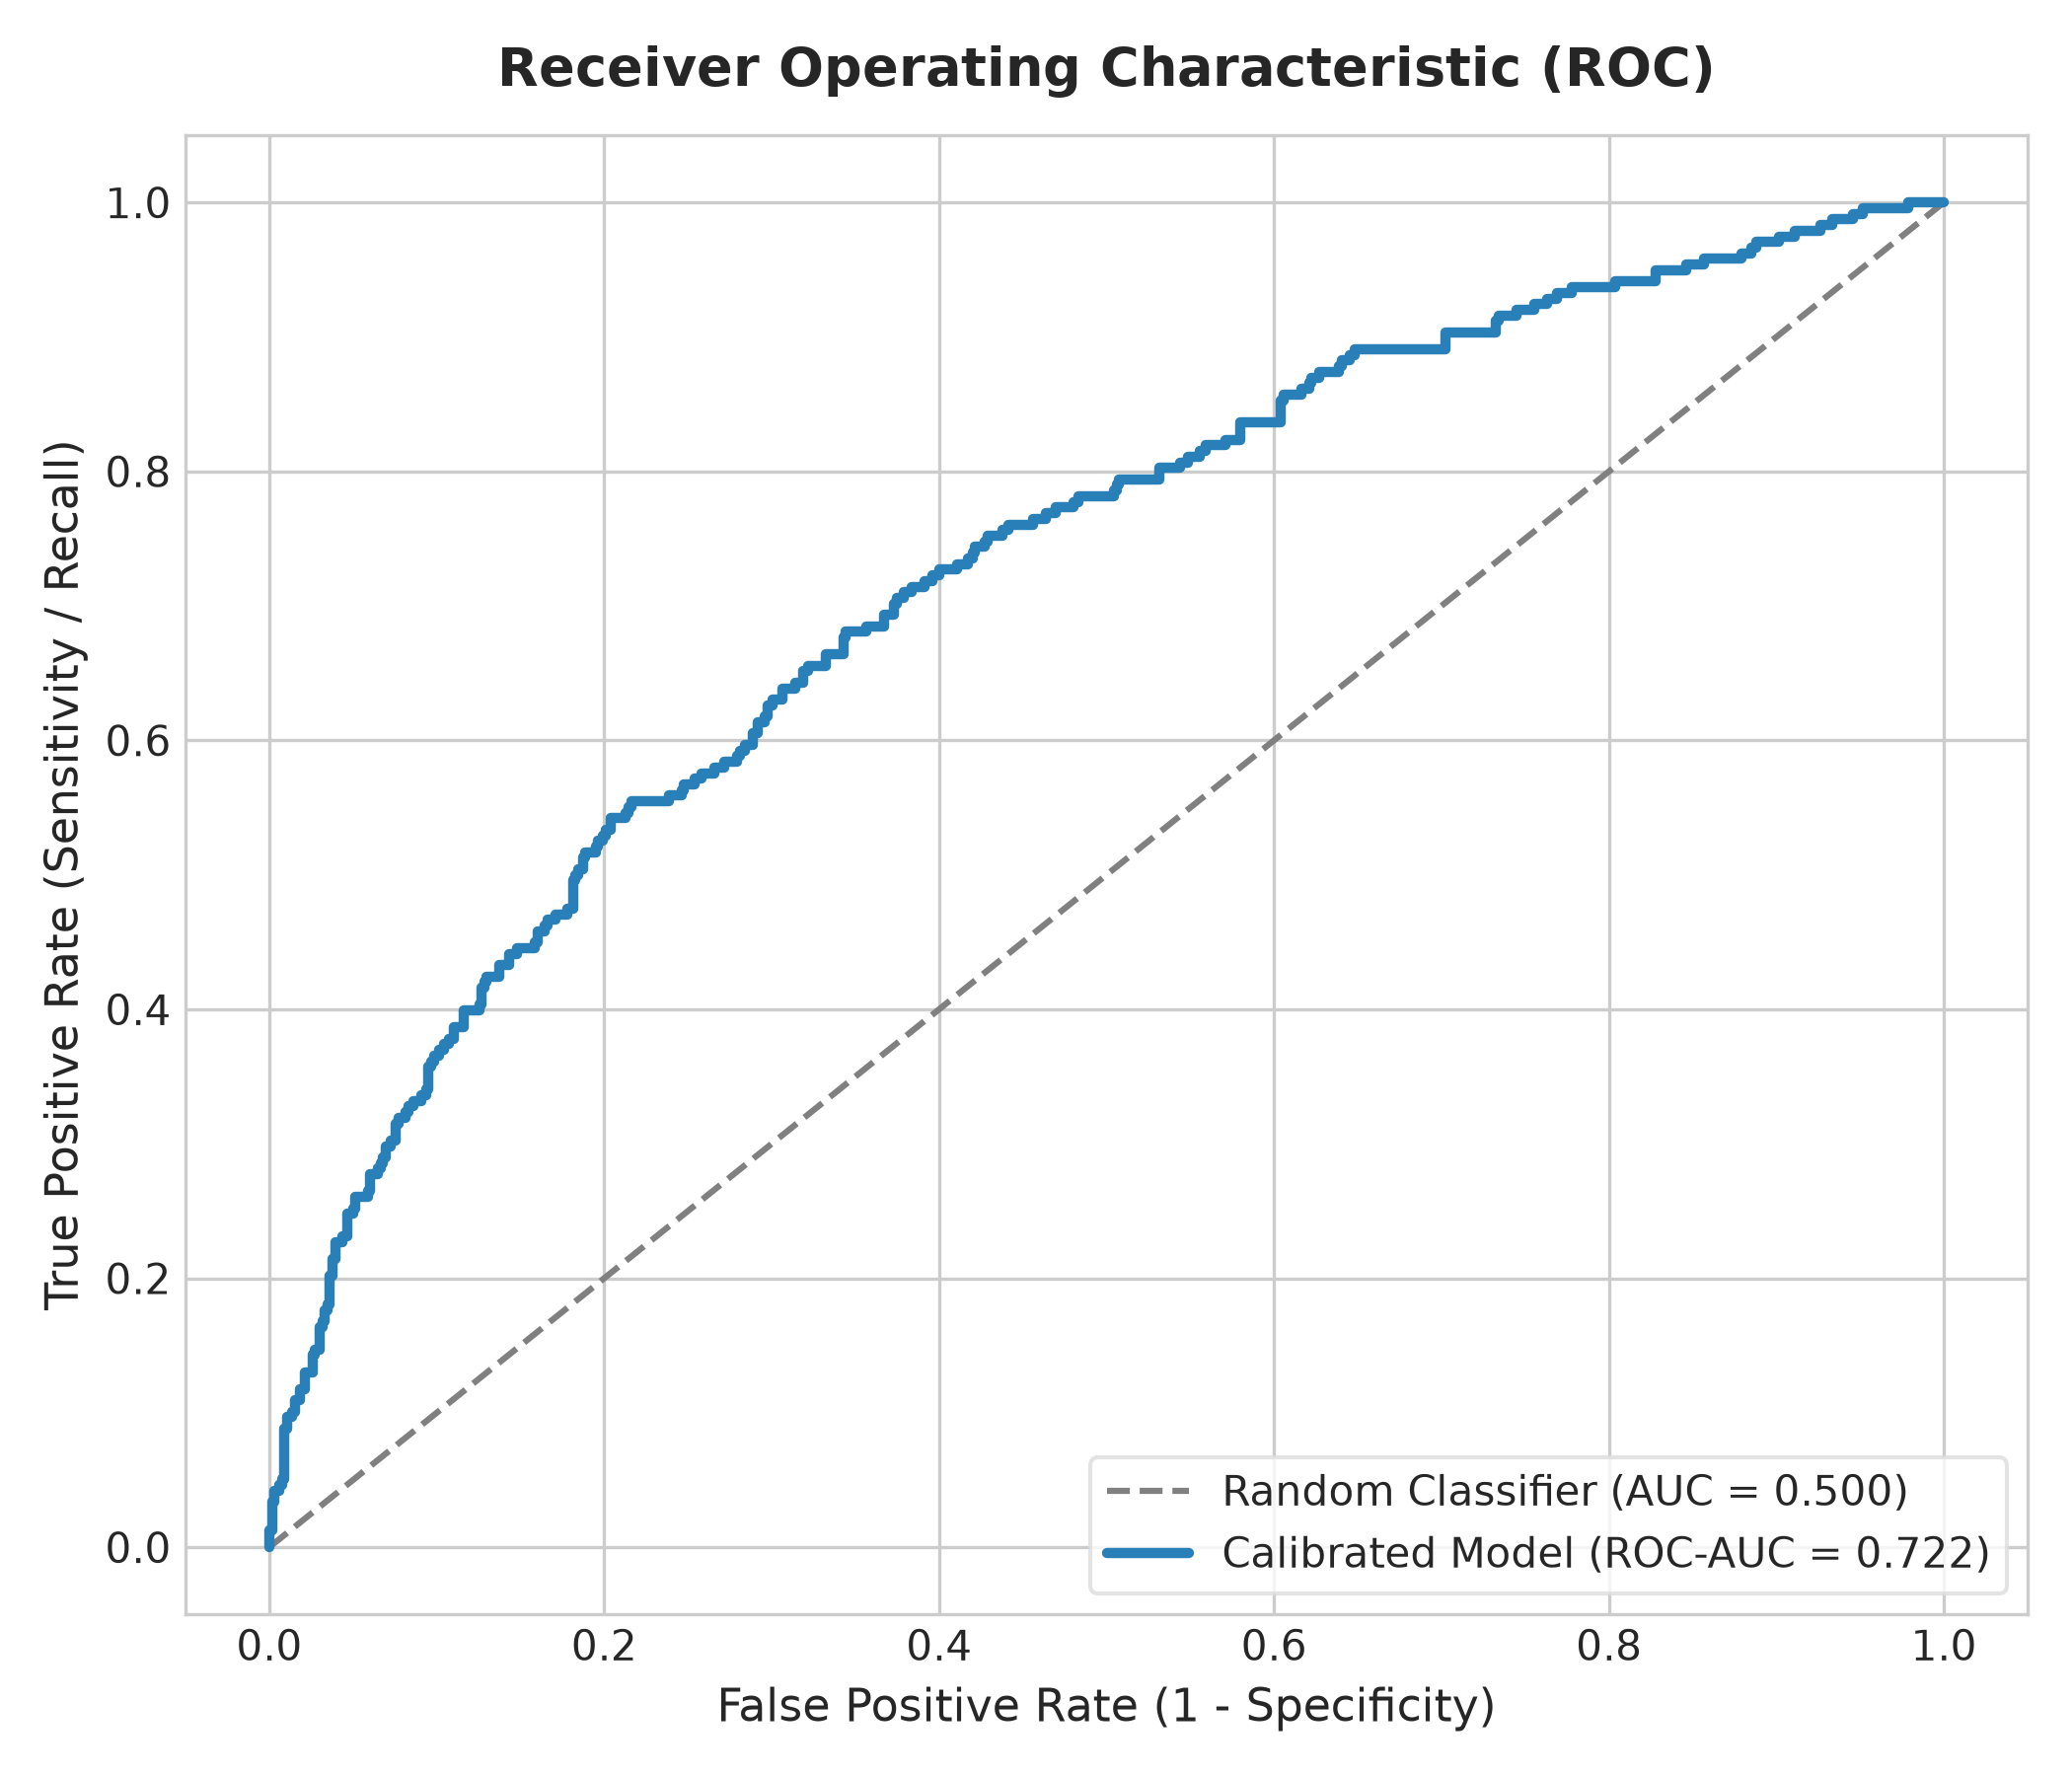 Receiver Operating Characteristic (ROC)
True Positive Rate (Sensitivity / Recall)
1.0
0.8
0.6
0.4
0.2
0.0
Random Classifier (AUC = 0.500)
Calibrated Model (ROC-AUC = 0.722)
0.0 0.2 0.4 0.6 0.8 1.0
False Positive Rate (1 - Specificity)